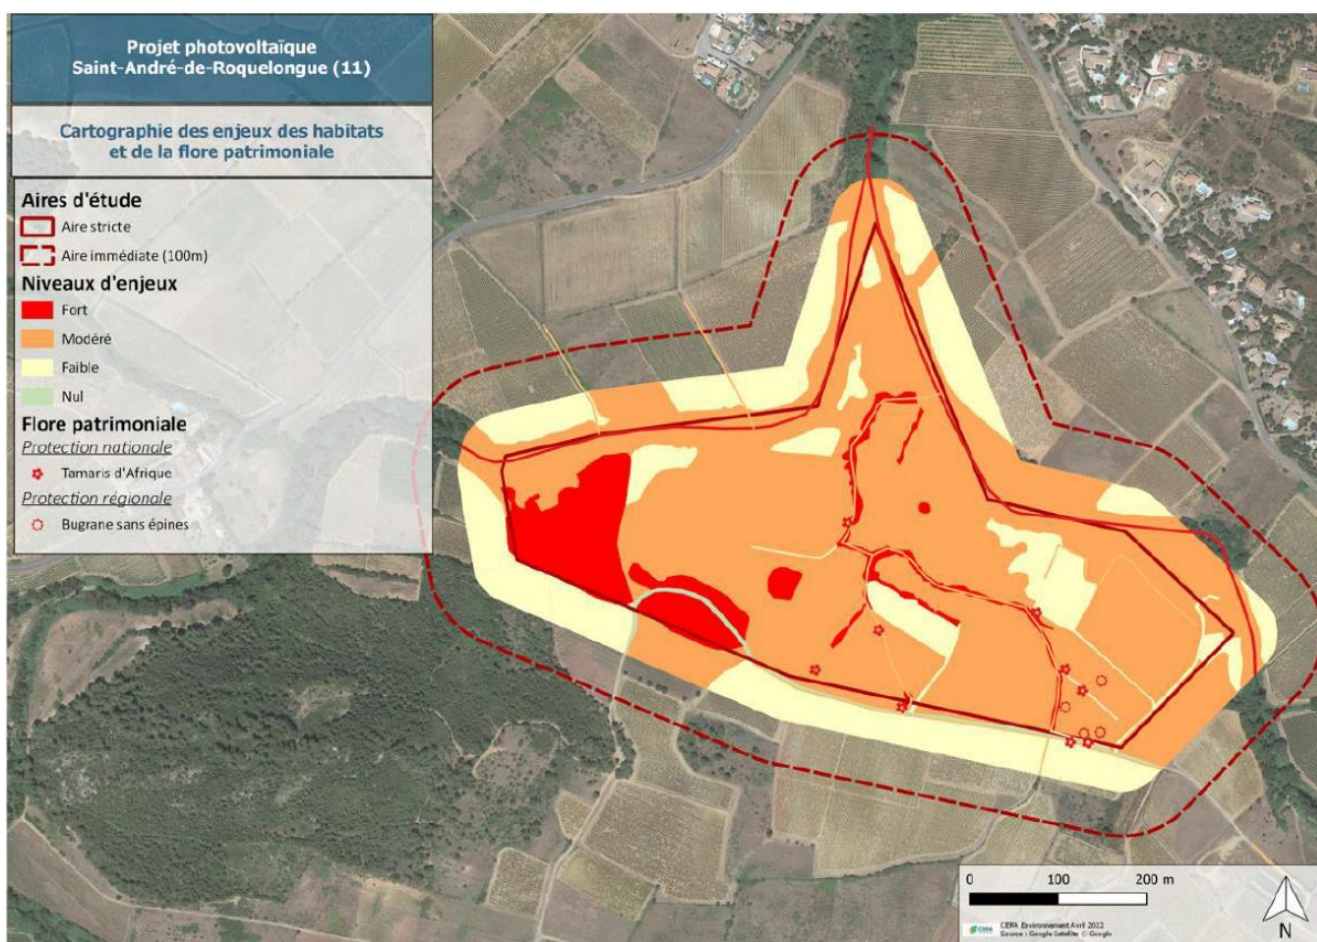 Projet photovoltaïque
Saint-André-de-Roquelongue (11)
Cartographie des enjeux des habitats
et de la flore patrimoniale
Aires d'étude
Aire stricte
Aire immédiate (100m)
Niveaux d'enjeux
Fort
Modéré
Faible
Nul
Flore patrimoniale
Protection nationale
Tamaris d'Afrique
Protection régionale
Bugrane sans épines
0 100 200 m
CERA CERA Environnement Avril 2022
Source : Google Satellite © Google
N